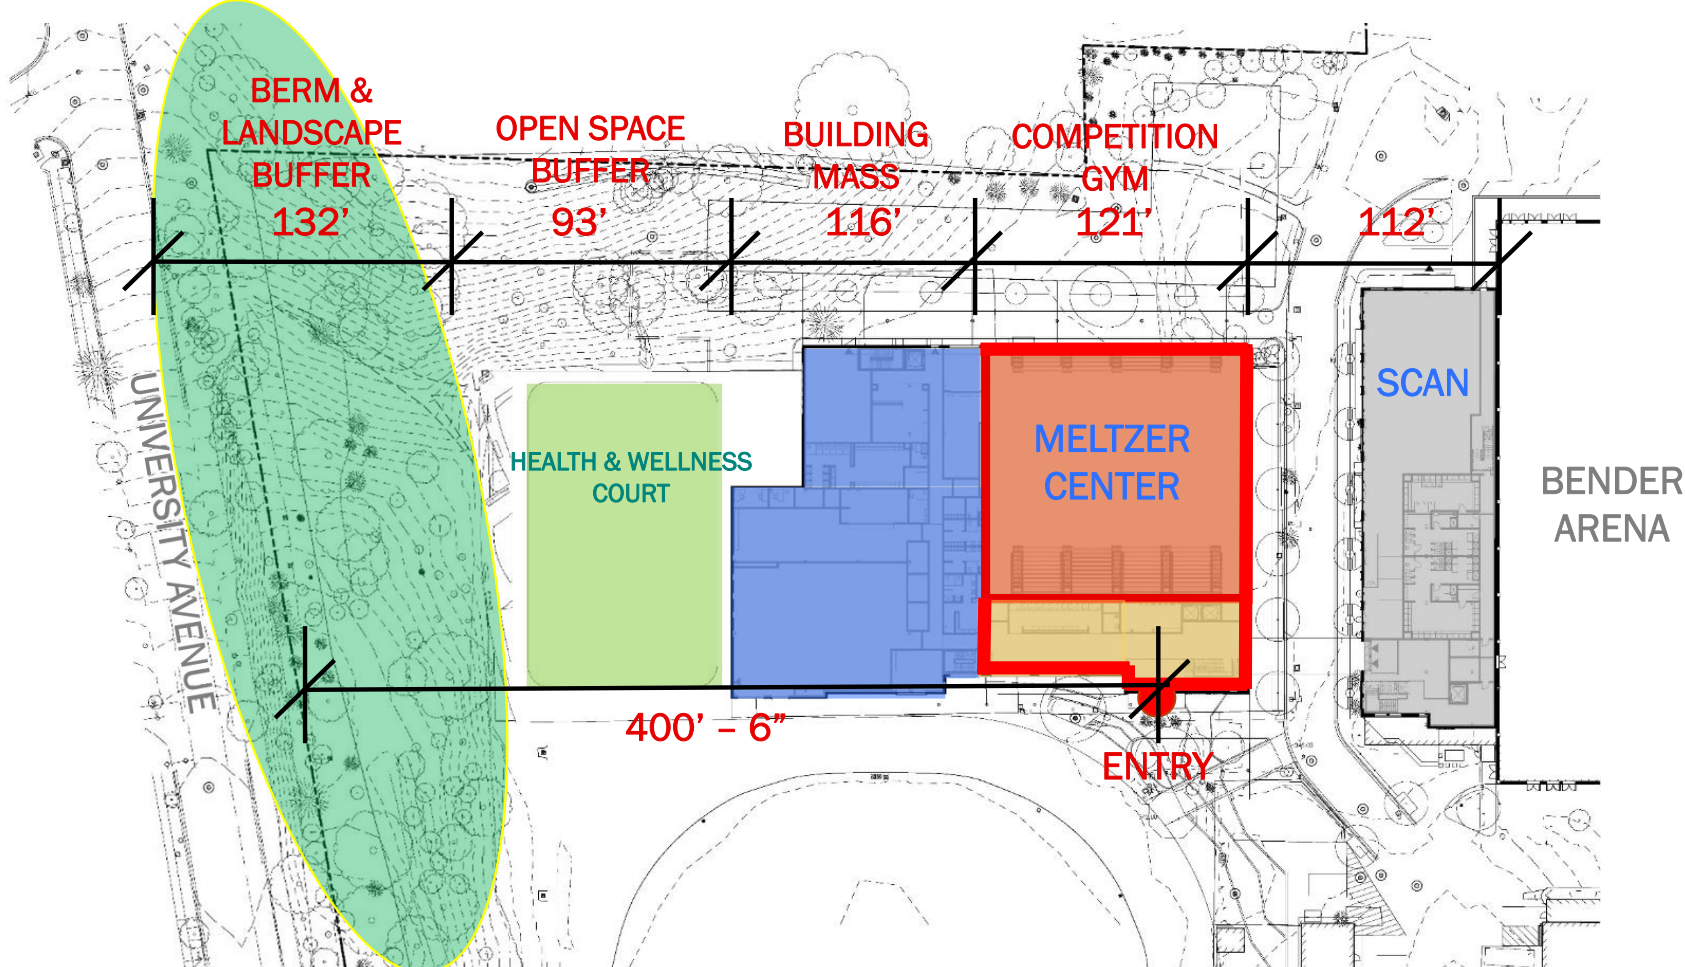 BERM &
LANDSCAPE
BUFFER
132’
OPEN SPACE
BUFFER
93’
BUILDING
MASS
116’
COMPETITION
GYM
121’
112’
UNIVERSITY AVENUE
HEALTH & WELLNESS
COURT
MELTZER
CENTER
SCAN
BENDER
ARENA
400’ – 6”
ENTRY